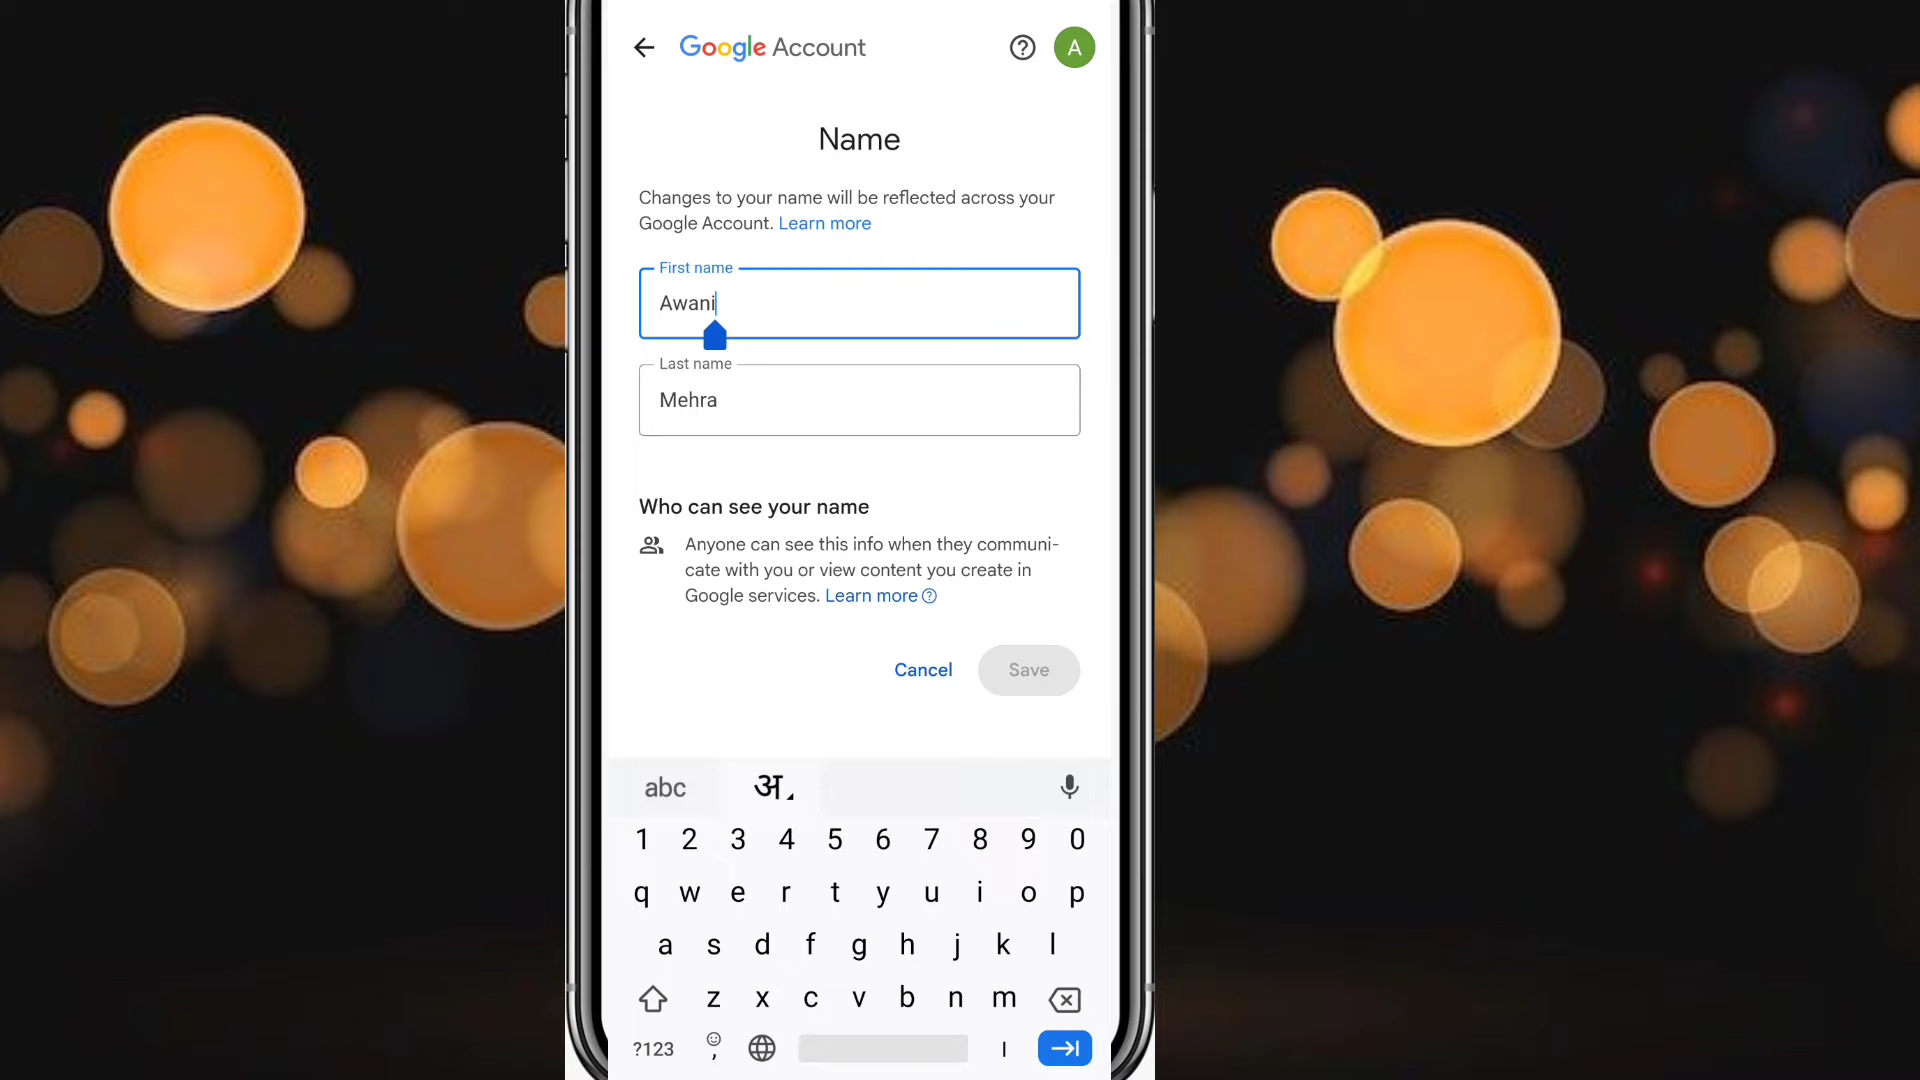 Google Account
A
Name
Changes to your name will be reflected across your
Google Account. Learn more
First name
Awani
Last name
Mehra
Who can see your name
Anyone can see this info when they communi-
cate with you or view content you create in
Google services. Learn more
Cancel Save
abc अ
1 2 3 4 5 6 7 8 9 0
q w e r t y u i o p
a s d f g h j k l
z x c v b n m
?123 , ।